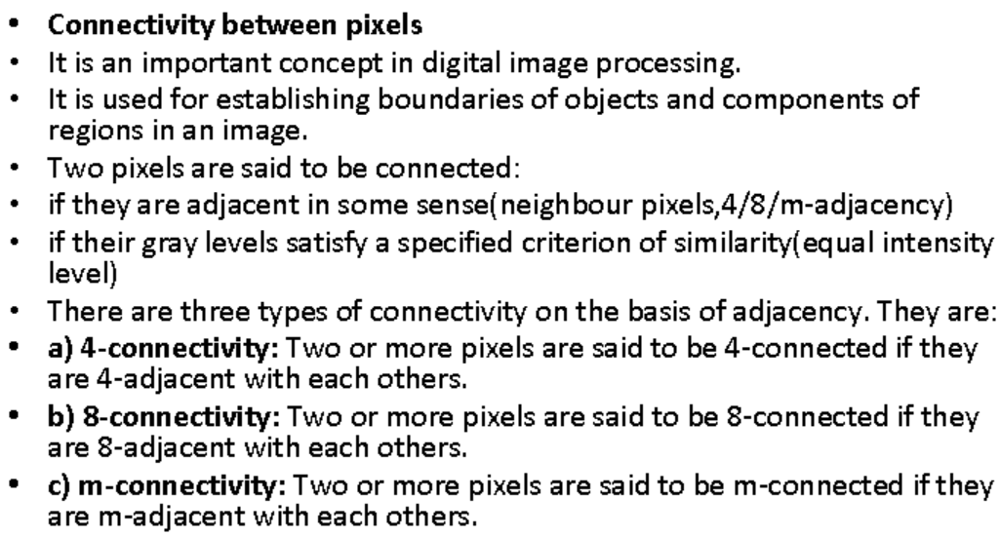 • Connectivity between pixels
• It is an important concept in digital image processing.
• It is used for establishing boundaries of objects and components of
regions in an image.
• Two pixels are said to be connected:
• if they are adjacent in some sense(neighbour pixels,4/8/m-adjacency)
• if their gray levels satisfy a specified criterion of similarity(equal intensity
level)
• There are three types of connectivity on the basis of adjacency. They are:
• a) 4-connectivity: Two or more pixels are said to be 4-connected if they
are 4-adjacent with each others.
• b) 8-connectivity: Two or more pixels are said to be 8-connected if they
are 8-adjacent with each others.
• c) m-connectivity: Two or more pixels are said to be m-connected if they
are m-adjacent with each others.